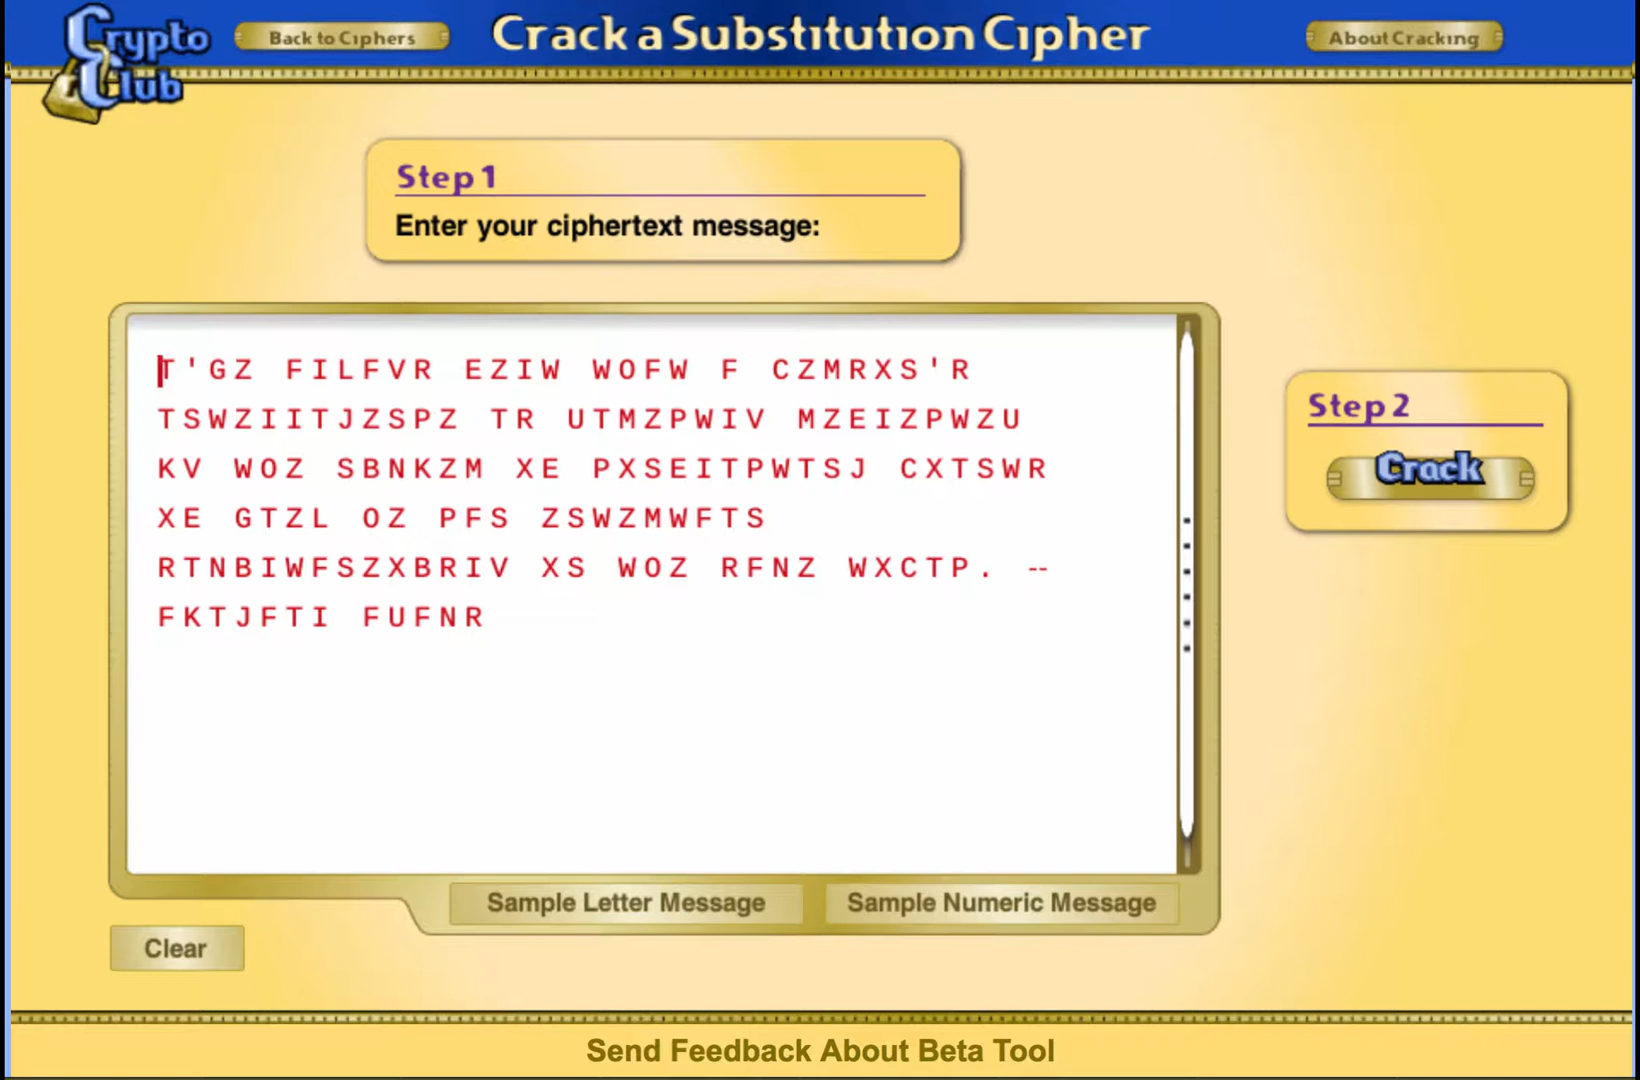 Crypto Club
Back to Ciphers
Crack a Substitution Cipher
About Cracking
Step 1
Enter your ciphertext message:
T'GZ FILFVR EZIW WOFW F CZMRXS'R
TSWZIITJZSPZ TR UTMZPWIV MZEIZPWZU
KV WOZ SBNKZM XE PXSEITPWTSJ CXTSWR
XE GTZL OZ PFS ZSWZMWFTS
RTNBIWFSZXBRIV XS WOZ RFNZ WXCTP. --
FKTJFTI FUFNR
Step 2
Crack
Sample Letter Message
Sample Numeric Message
Clear
Send Feedback About Beta Tool